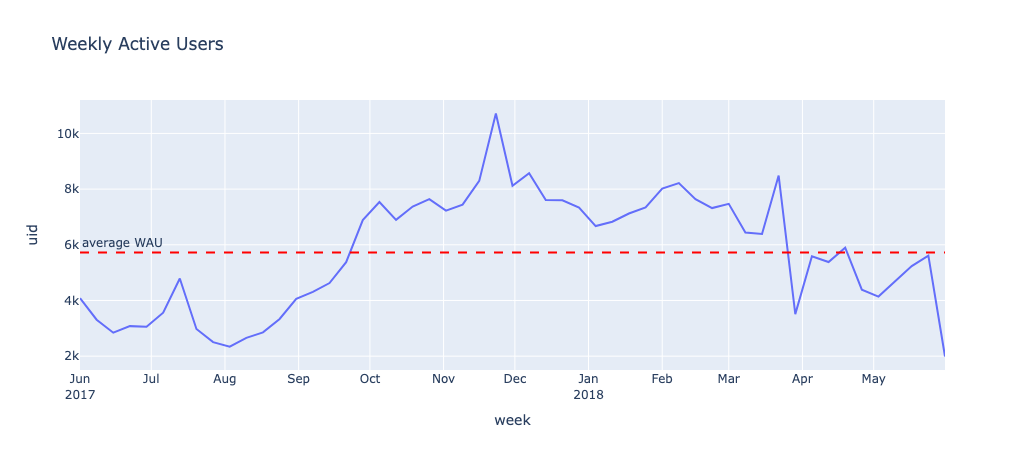 Weekly Active Users
10k
8k
6k
average WAU
4k
2k
uid
Jun Jul Aug Sep Oct Nov Dec Jan Feb Mar Apr May
2017 2018
week